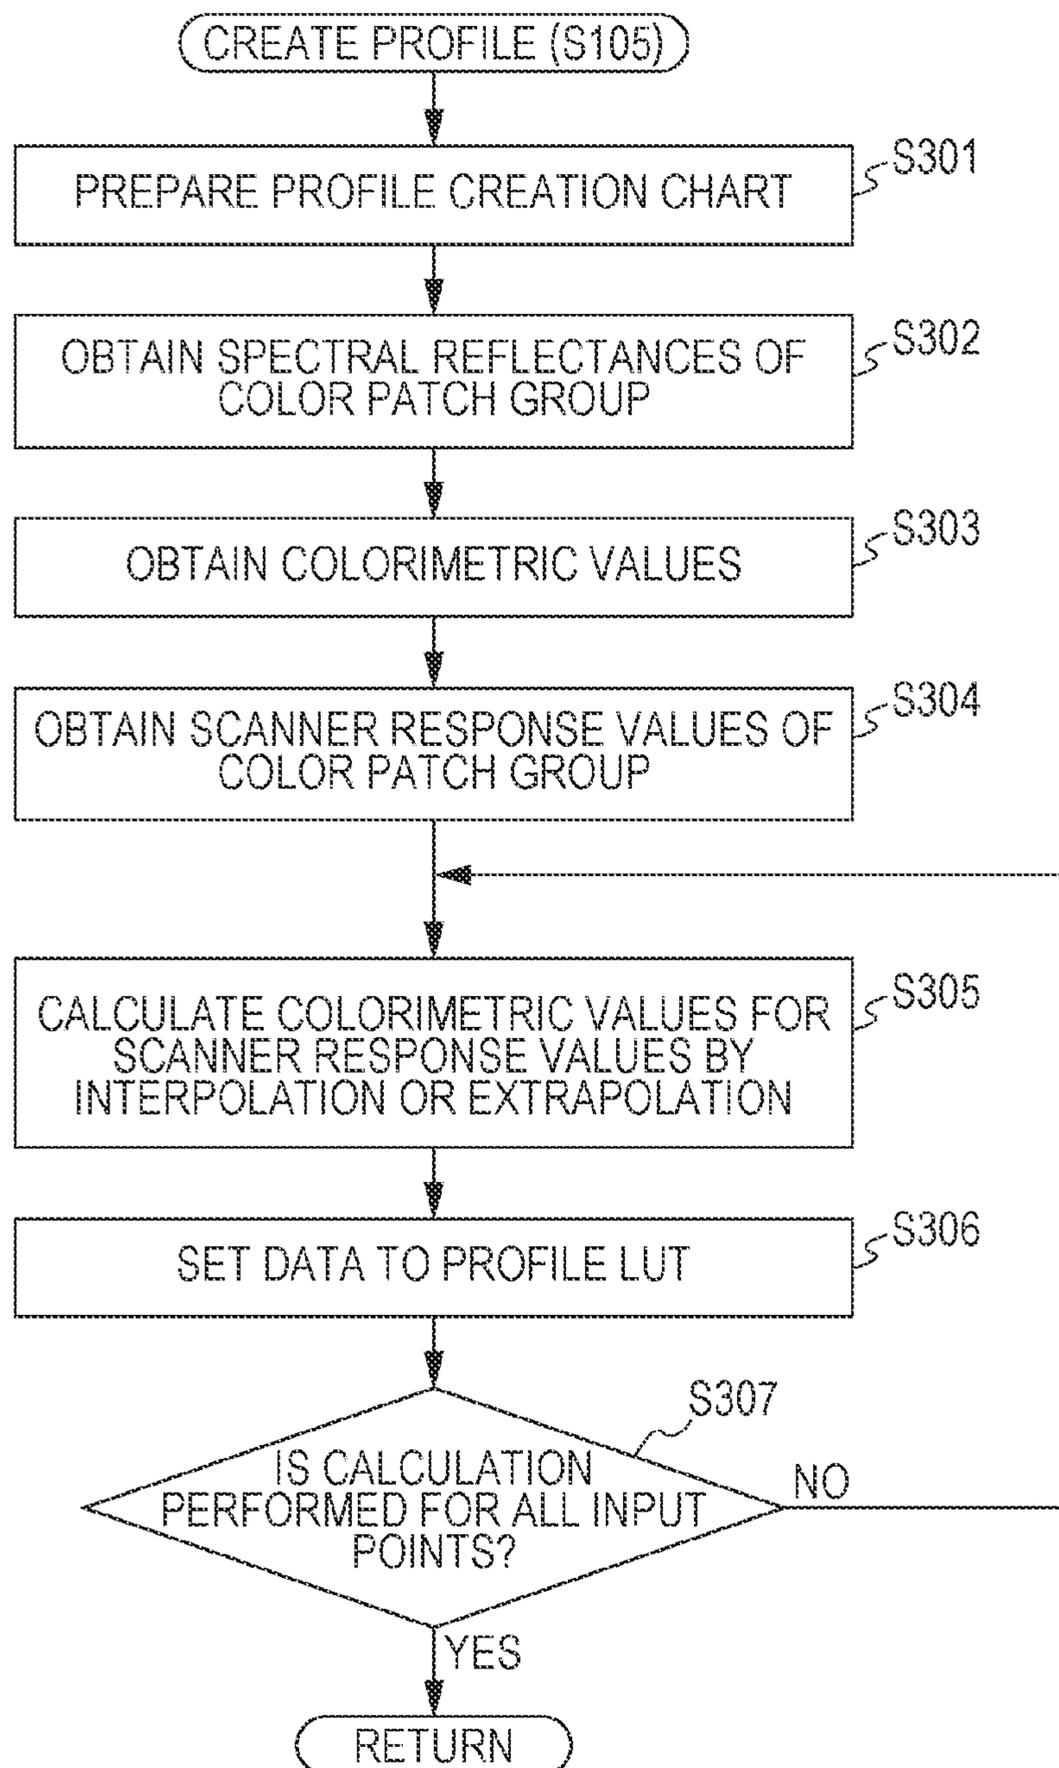 CREATE PROFILE (S105)
S301
PREPARE PROFILE CREATION CHART
S302
OBTAIN SPECTRAL REFLECTANCES OF
COLOR PATCH GROUP
S303
OBTAIN COLORIMETRIC VALUES
S304
OBTAIN SCANNER RESPONSE VALUES OF
COLOR PATCH GROUP
S305
CALCULATE COLORIMETRIC VALUES FOR
SCANNER RESPONSE VALUES BY
INTERPOLATION OR EXTRAPOLATION
S306
SET DATA TO PROFILE LUT
S307
IS CALCULATION
PERFORMED FOR ALL INPUT
POINTS?
NO
YES
RETURN